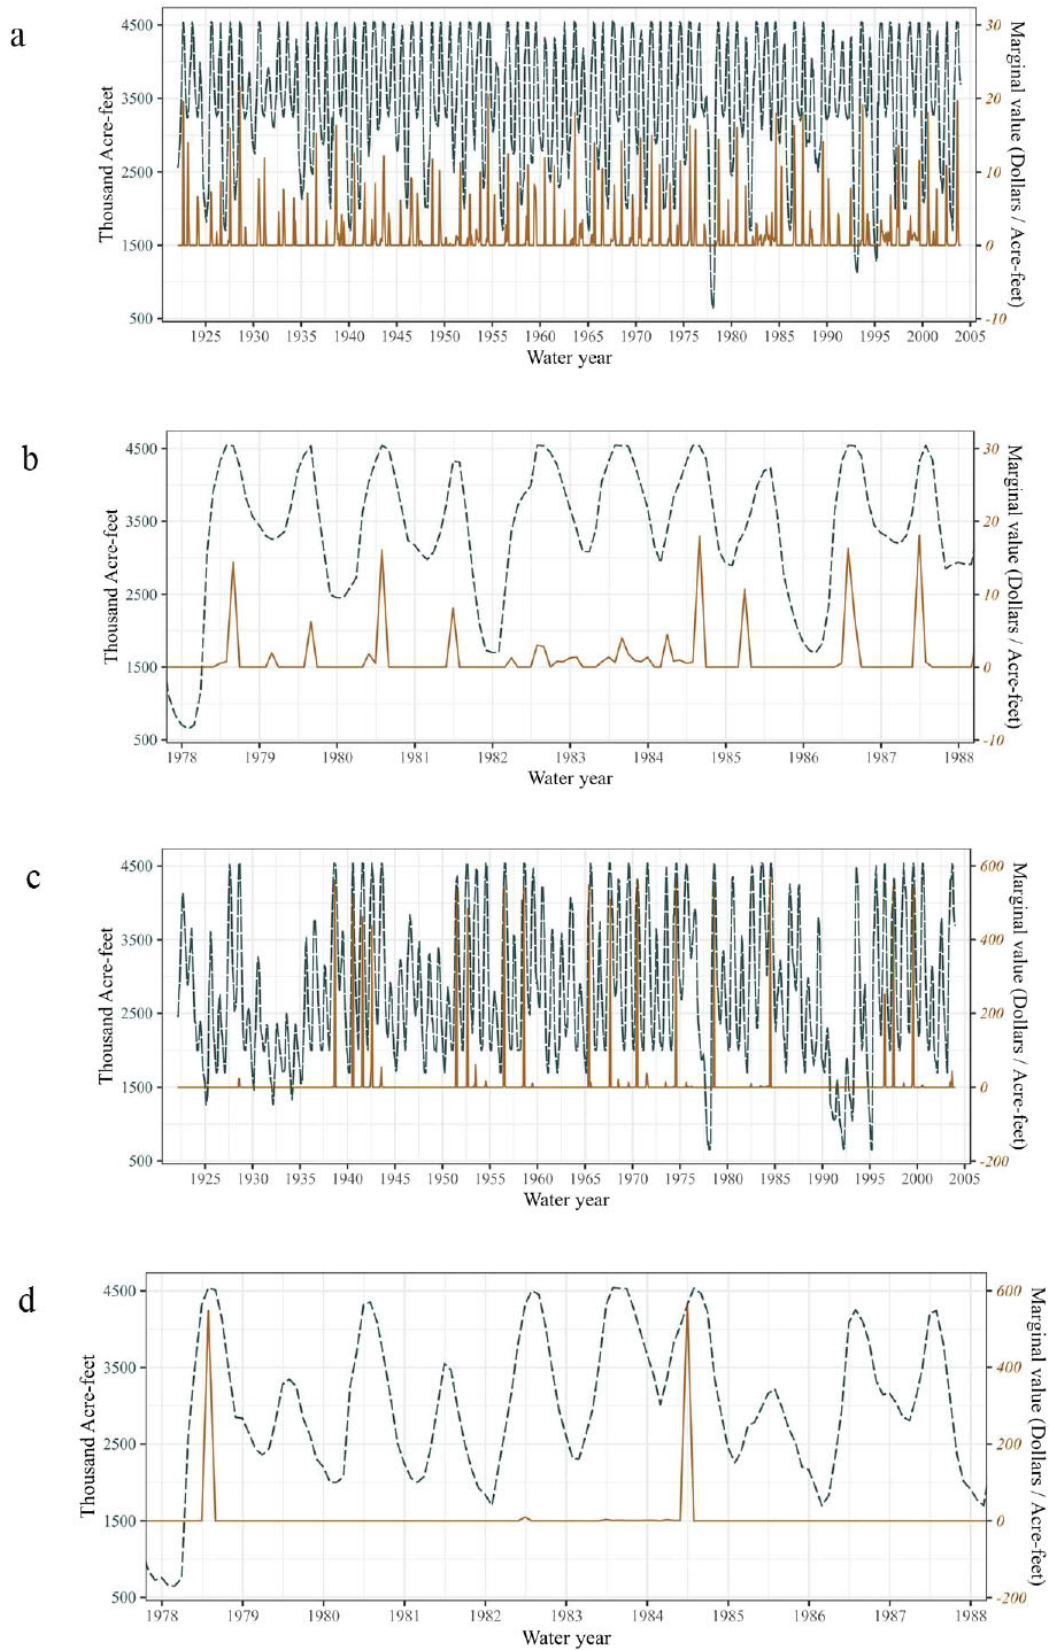 a
4500
3500
2500
1500
500
Thousand Acre-feet
30
20
10
0
-10
Marginal value (Dollars / Acre-feet)
1925 1930 1935 1940 1945 1950 1955 1960 1965 1970 1975 1980 1985 1990 1995 2000 2005
Water year
b
4500
3500
2500
1500
500
Thousand Acre-feet
30
20
10
0
-10
Marginal value (Dollars / Acre-feet)
1978 1979 1980 1981 1982 1983 1984 1985 1986 1987 1988
Water year
c
4500
3500
2500
1500
500
Thousand Acre-feet
600
400
200
0
-200
Marginal value (Dollars / Acre-feet)
1925 1930 1935 1940 1945 1950 1955 1960 1965 1970 1975 1980 1985 1990 1995 2000 2005
Water year
d
4500
3500
2500
1500
500
Thousand Acre-feet
600
400
200
0
-200
Marginal value (Dollars / Acre-feet)
1978 1979 1980 1981 1982 1983 1984 1985 1986 1987 1988
Water year